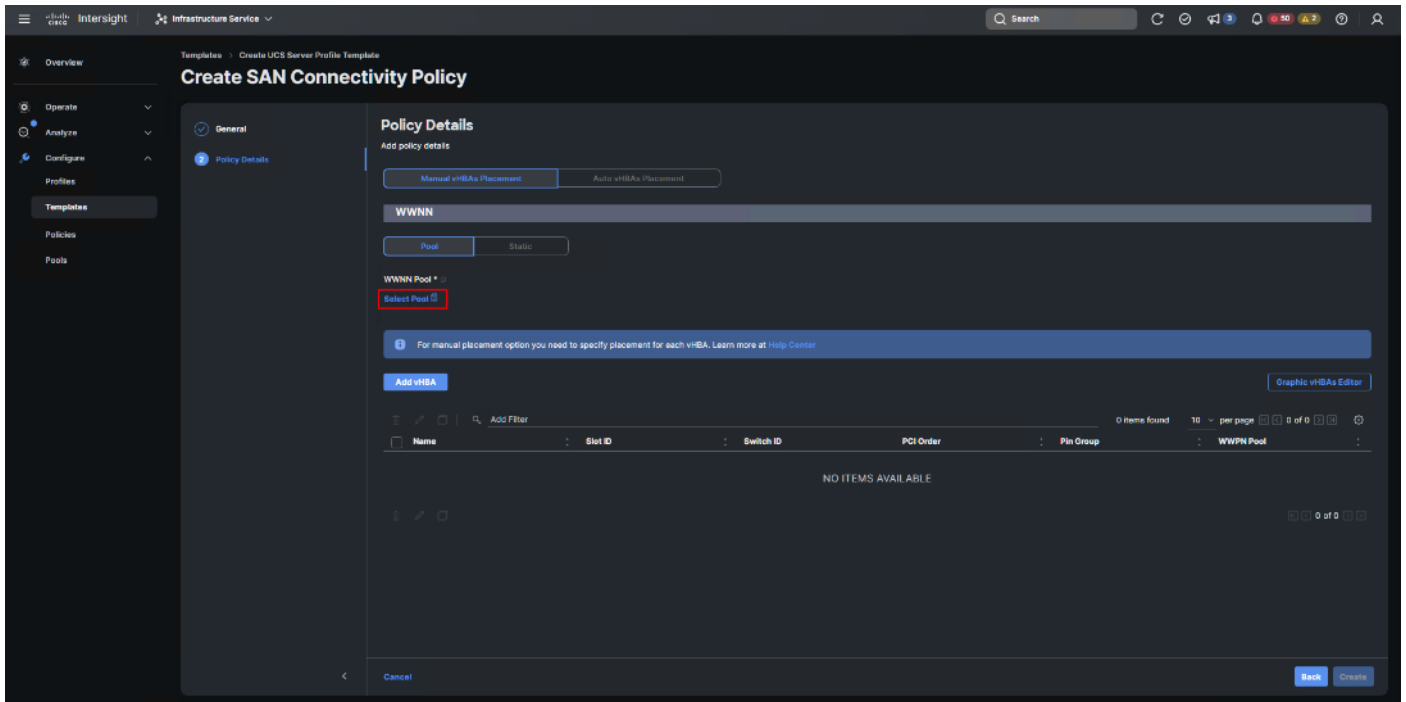 cisco Intersight Infrastructure Service Search 3 50 2
Overview
Operate
Analyze
Configure
Profiles
Templates
Policies
Pools
Templates > Create UCS Server Profile Template
Create SAN Connectivity Policy
General
2 Policy Details
Policy Details
Add policy details
Manual vHBAs Placement Auto vHBAs Placement
WWNN
Pool Static
WWNN Pool *
Select Pool
For manual placement option you need to specify placement for each vHBA. Learn more at Help Center
Add vHBA Graphic vHBAs Editor
Add Filter 0 items found 10 per page 0 of 0
Name Slot ID Switch ID PCI Order Pin Group WWPN Pool
NO ITEMS AVAILABLE
0 of 0
Cancel Back Create